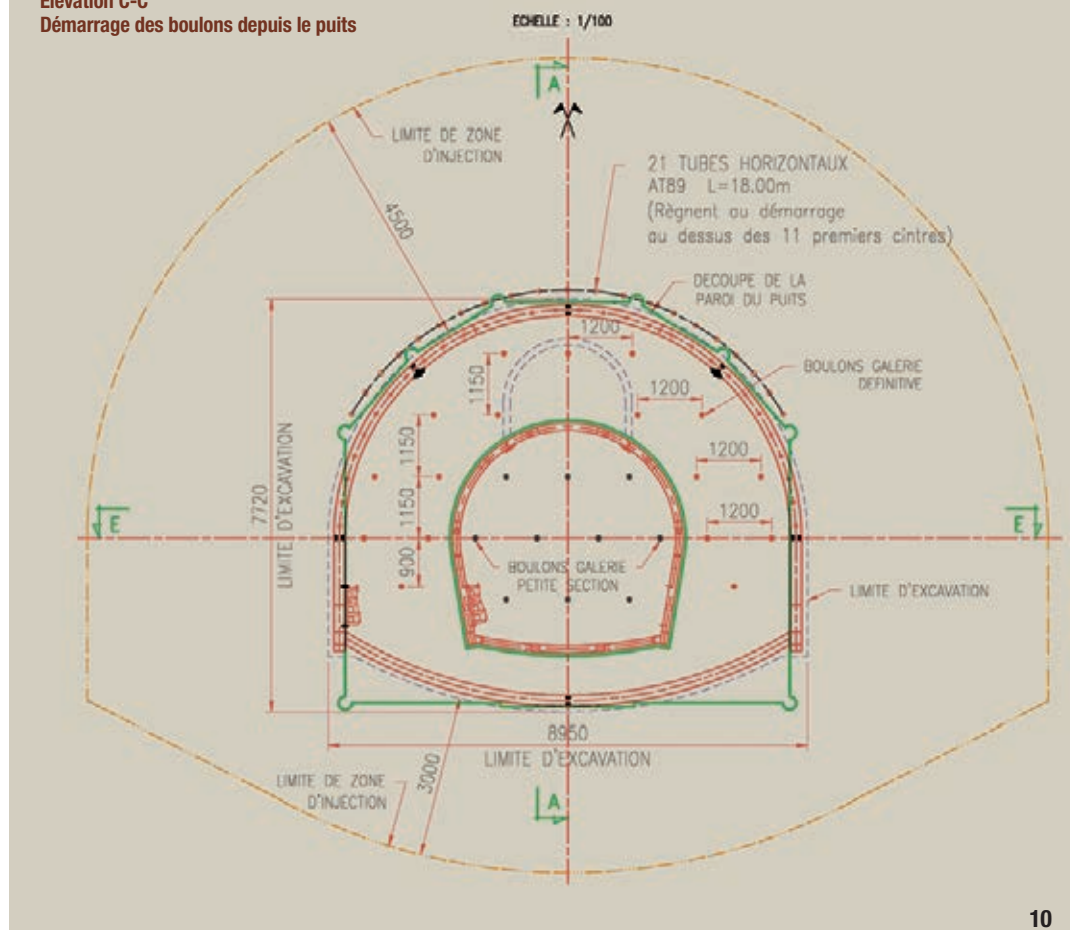 Elévation C-C
Démarrage des boulons depuis le puits
ECHELLE : 1/100
A
LIMITE DE ZONE
D'INJECTION
21 TUBES HORIZONTAUX
AT89 L=18.00m
(Règnent au démarrage
au dessus des 11 premiers cintres)
4500
DECOUPE DE LA
PAROI DU PUITS
1200
BOULONS GALERIE
DEFINITIVE
1150
1200
1150
1200
7720
LIMITE D'EXCAVATION
1150
E
1200
E
900
BOULONS GALERIE
PETITE SECTION
LIMITE D'EXCAVATION
8950
LIMITE D'EXCAVATION
LIMITE DE ZONE
D'INJECTION
3000
A
10